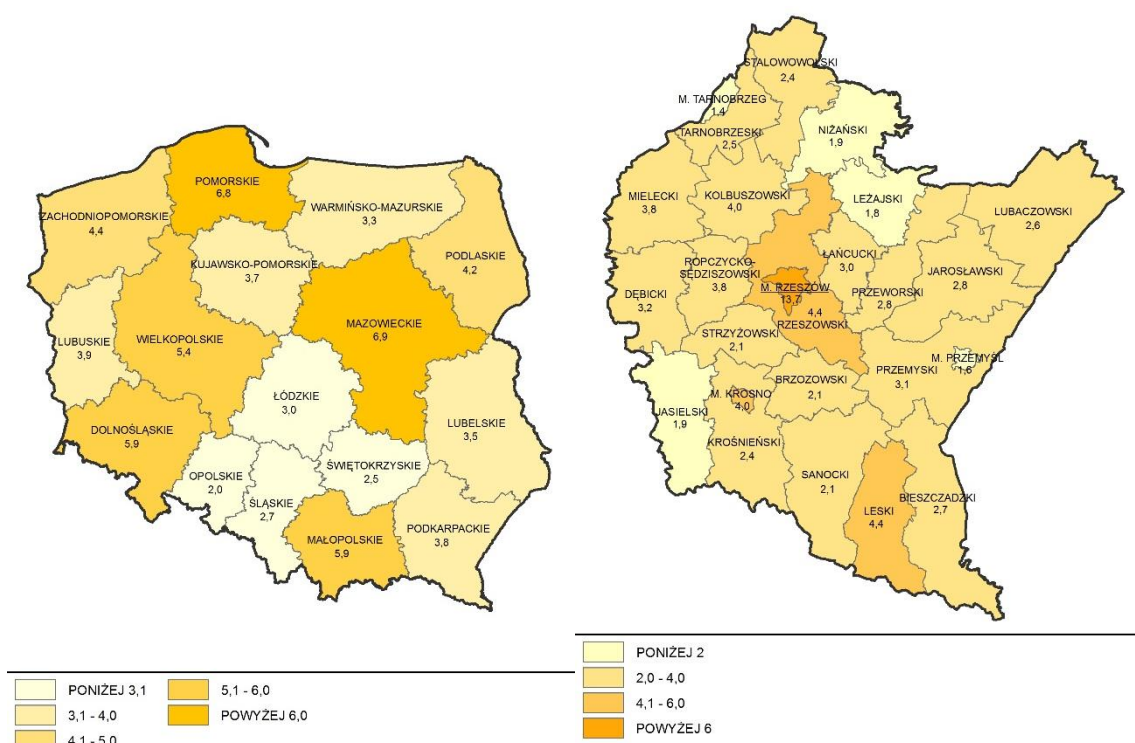 POMORSKIE
6,8
WARMIŃSKO-MAZURSKIE
3,3
ZACHODNIOPOMORSKIE
4,4
PODLASKIE
4,2
KUJAWSKO-POMORSKIE
3,7
MAZOWIECKIE
6,9
WIELKOPOLSKIE
5,4
LUBUSKIE
3,9
ŁÓDZKIE
3,0
LUBELSKIE
3,5
DOLNOŚLĄSKIE
5,9
ŚWIĘTOKRZYSKIE
2,5
OPOLSKIE
2,0
ŚLĄSKIE
2,7
MAŁOPOLSKIE
5,9
PODKARPACKIE
3,8
PONIŻEJ 3,1
3,1 - 4,0
4,1 - 5,0
5,1 - 6,0
POWYŻEJ 6,0
STALOWOWOLSKI
2,4
M. TARNOBRZEG
1,4
TARNOBRZESKI
2,5
NIŻAŃSKI
1,9
MIELECKI
3,8
KOLBUSZOWSKI
4,0
LEŻAJSKI
1,8
LUBACZOWSKI
2,6
ROPCZYCKO-
SĘDZISZOWSKI
3,8
ŁAŃCUCKI
3,0
JAROSŁAWSKI
2,8
DĘBICKI
3,2
M. RZESZÓW
13,7
PRZEWORSKI
2,8
4,4
RZESZOWSKI
STRZYŻOWSKI
2,1
M. PRZEMYŚL
1,6
PRZEMYSKI
3,1
BRZOZOWSKI
2,1
M. KROSNO
4,0
JASIELSKI
1,9
KROŚNIEŃSKI
2,4
SANOCKI
2,1
BIESZCZADZKI
2,7
LESKI
4,4
PONIŻEJ 2
2,0 - 4,0
4,1 - 6,0
POWYŻEJ 6